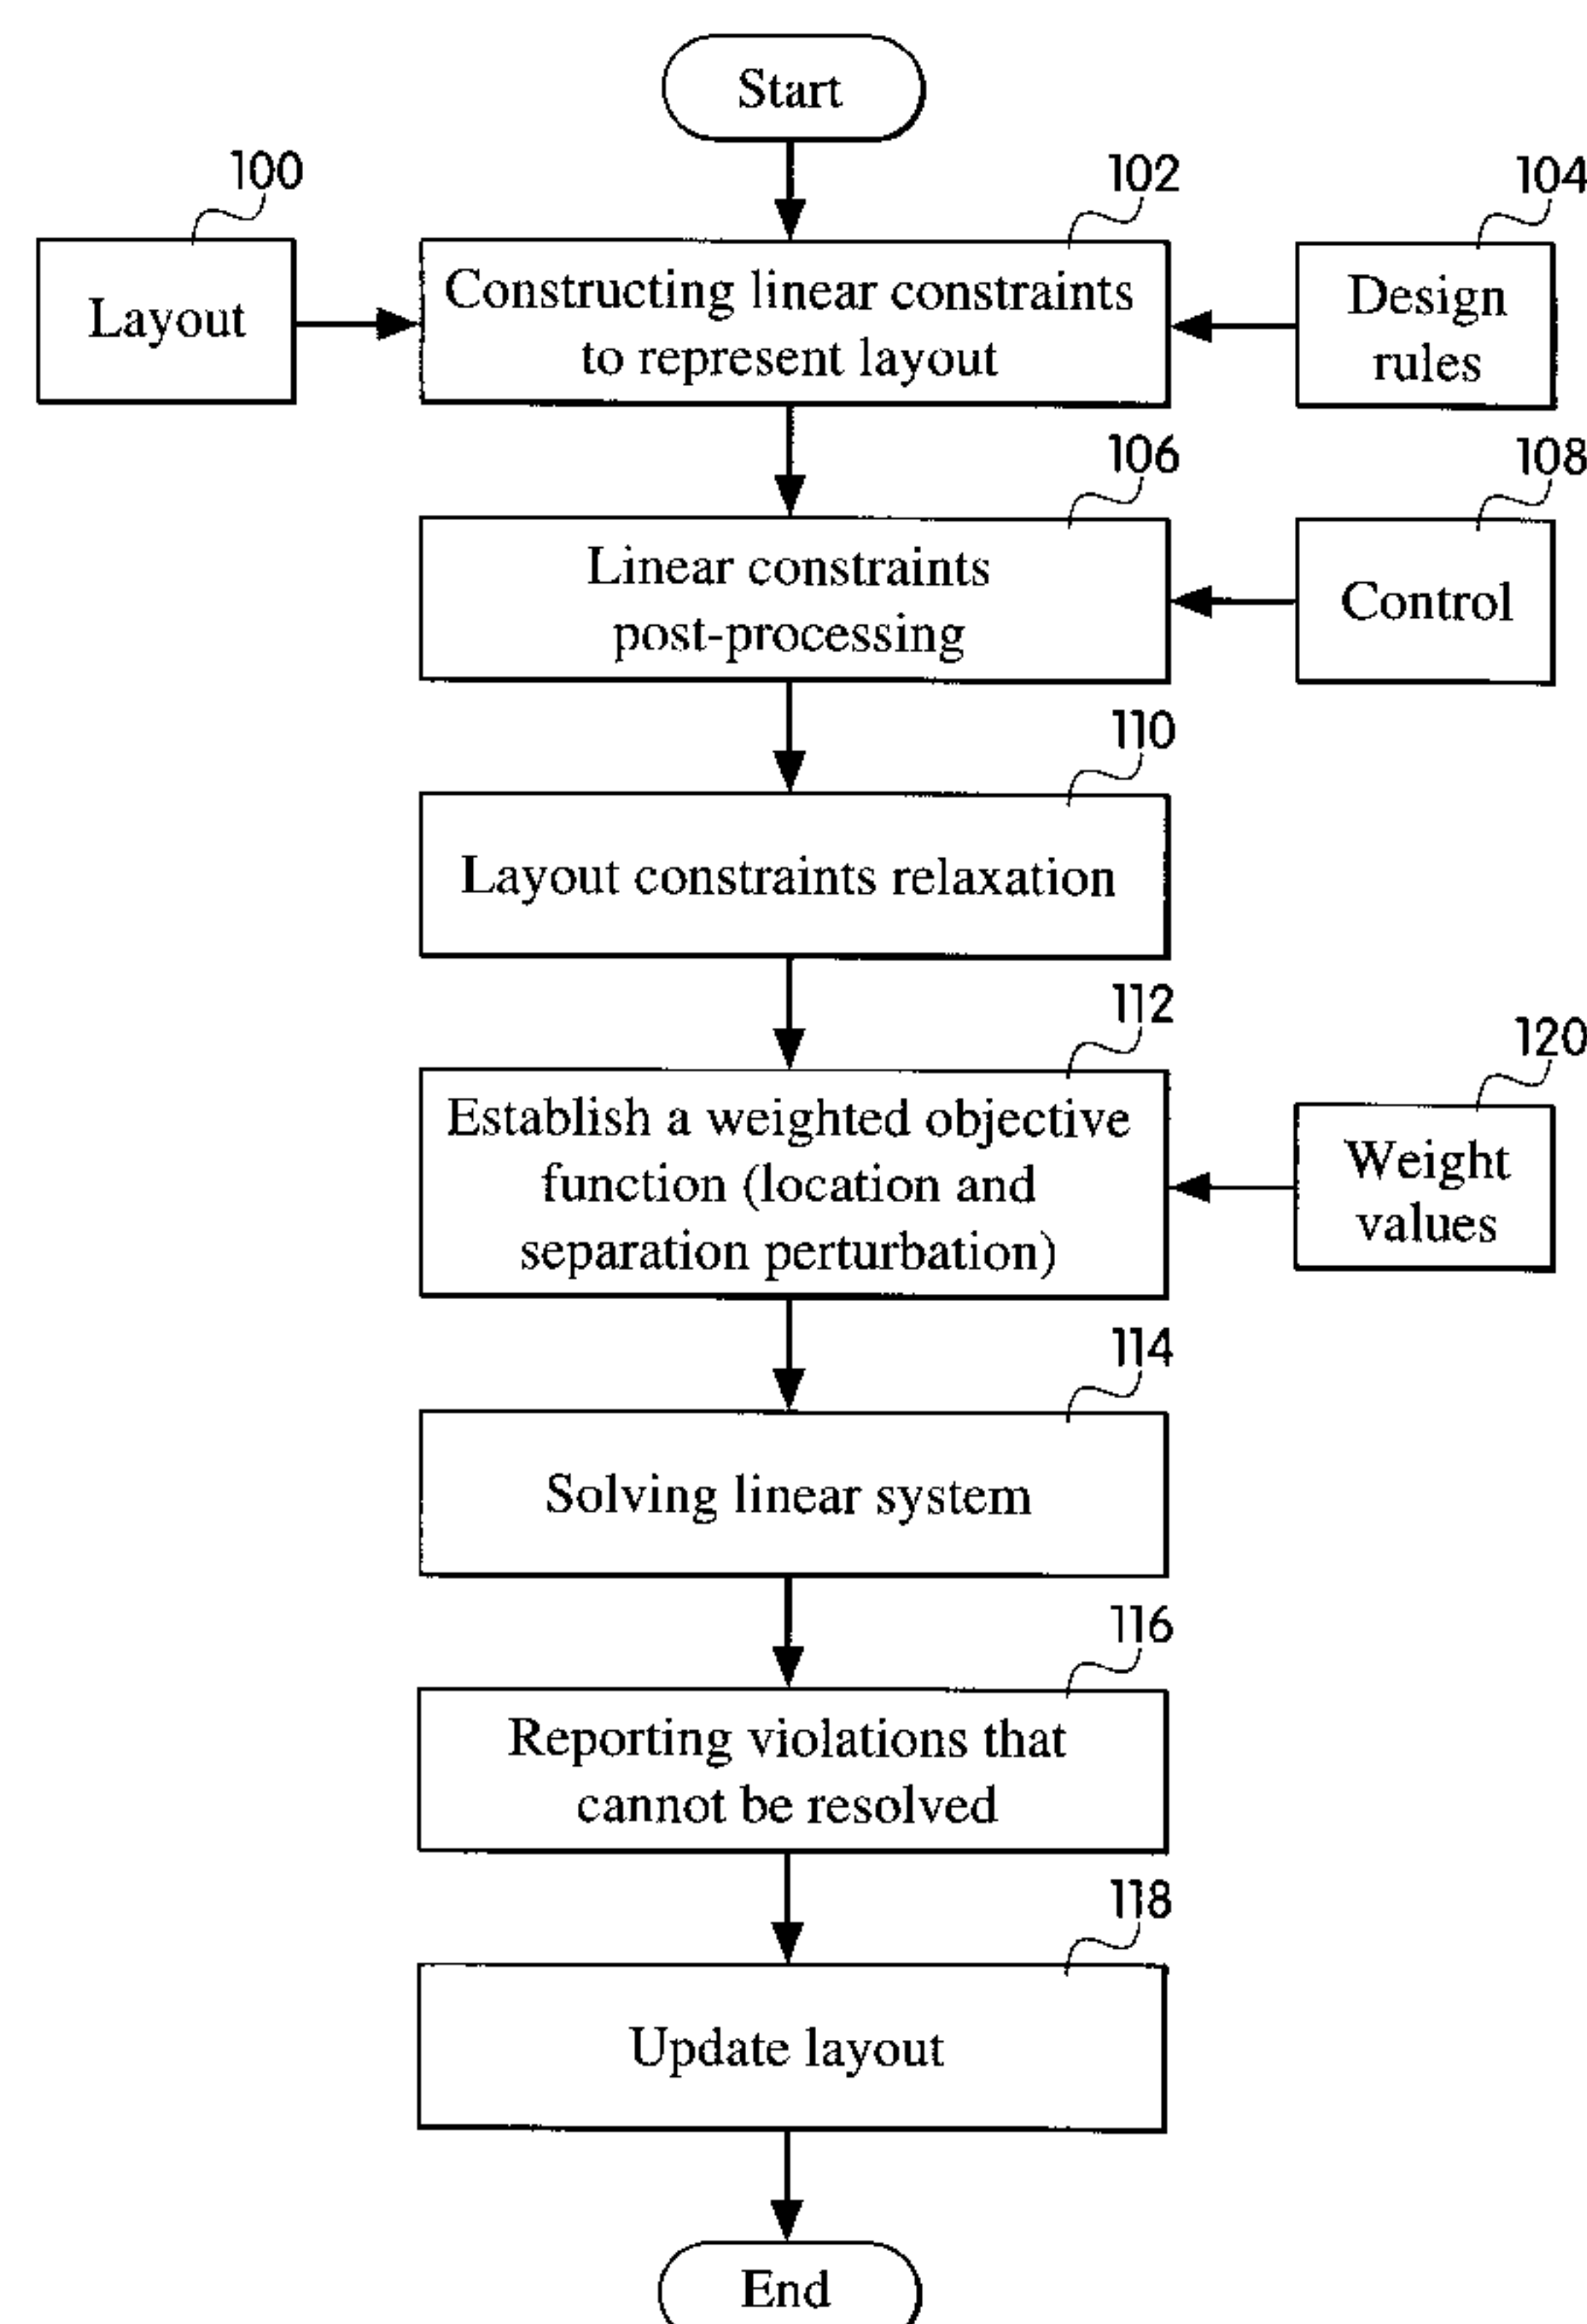 Start
100
102
104
Layout
Constructing linear constraints
to represent layout
Design
rules
106
108
Linear constraints
post-processing
Control
110
Layout constraints relaxation
112
120
Establish a weighted objective
function (location and
separation perturbation)
Weight
values
114
Solving linear system
116
Reporting violations that
cannot be resolved
118
Update layout
End